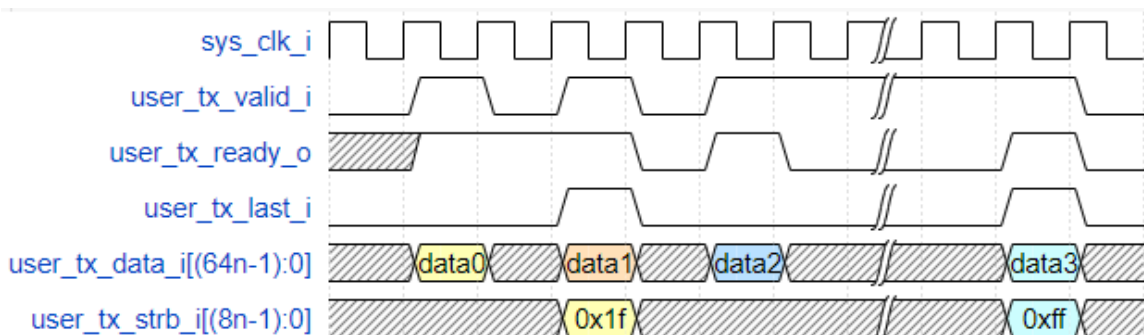 sys_clk_i
user_tx_valid_i
user_tx_ready_o
user_tx_last_i
user_tx_data_i[(64n-1):0] data0 data1 data2 data3
user_tx_strb_i[(8n-1):0] 0x1f 0xff